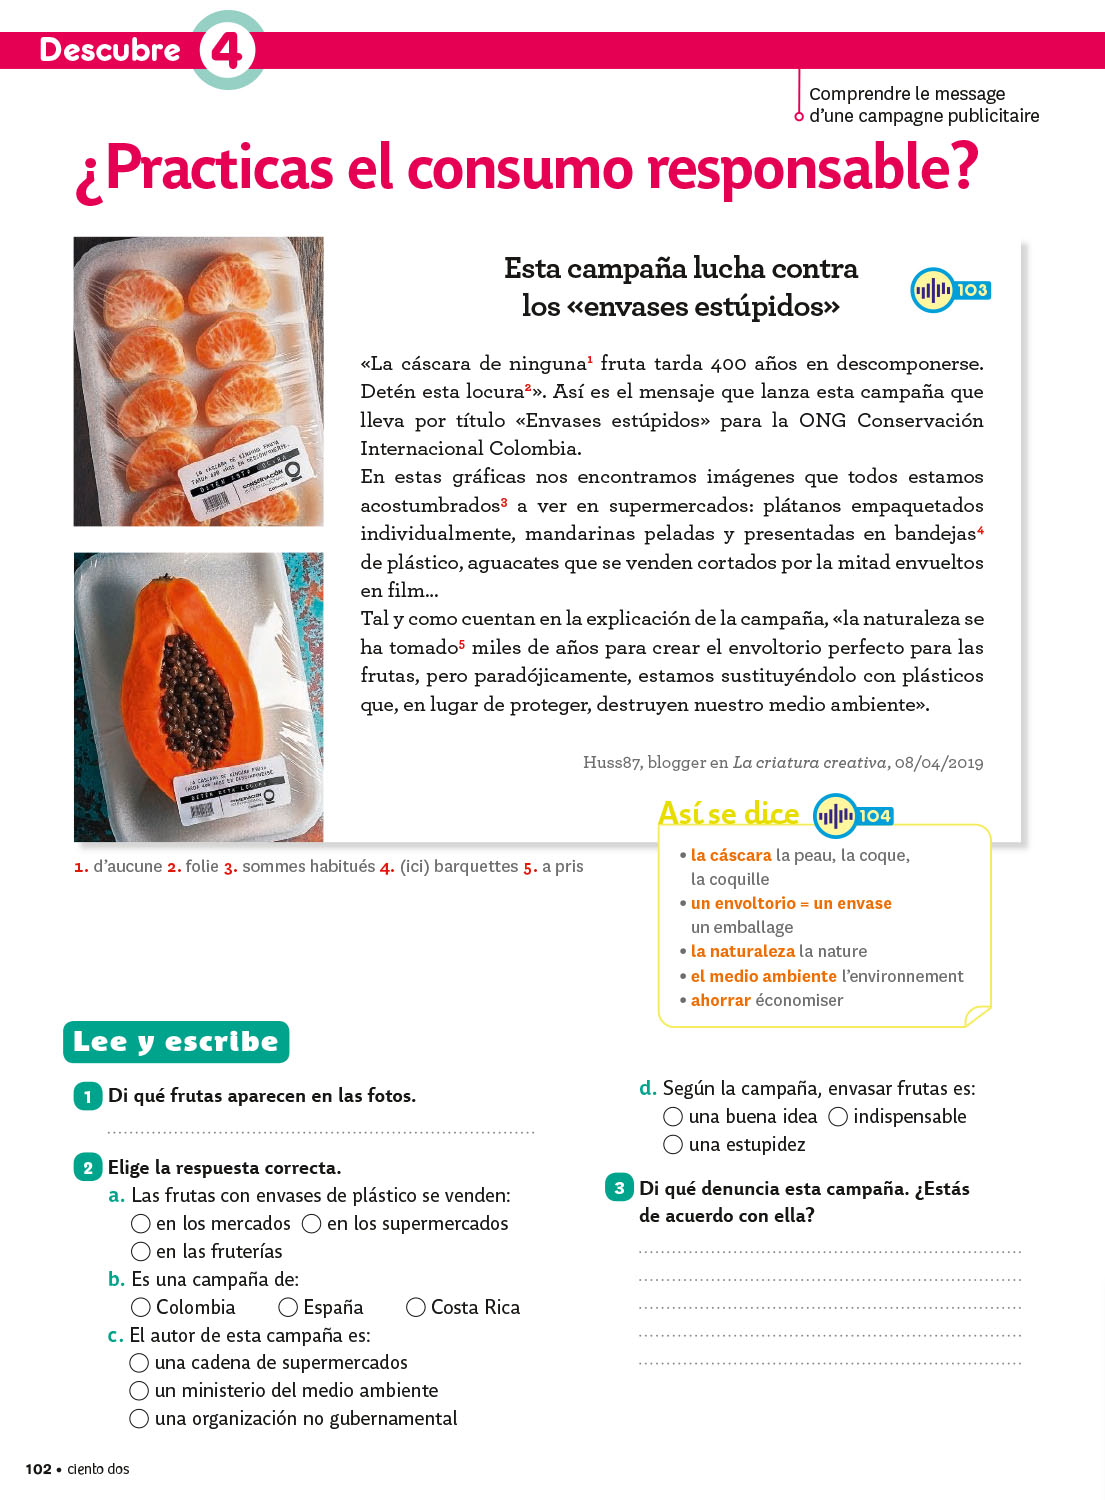 Descubre 4
Comprendre le message
d'une campagne publicitaire
¿Practicas el consumo responsable?
Esta campaña lucha contra
los «envases estúpidos»
103
«La cáscara de ninguna¹ fruta tarda 400 años en descomponerse.
Detén esta locura²». Así es el mensaje que lanza esta campaña que
lleva por título «Envases estúpidos» para la ONG Conservación
Internacional Colombia.
En estas gráficas nos encontramos imágenes que todos estamos
acostumbrados³ a ver en supermercados: plátanos empaquetados
individualmente, mandarinas peladas y presentadas en bandejas⁴
de plástico, aguacates que se venden cortados por la mitad envueltos
en film...
Tal y como cuentan en la explicación de la campaña, «la naturaleza se
ha tomado⁵ miles de años para crear el envoltorio perfecto para las
frutas, pero paradójicamente, estamos sustituyéndolo con plásticos
que, en lugar de proteger, destruyen nuestro medio ambiente».
Huss87, blogger en La criatura creativa, 08/04/2019
LA CÁSCARA DE NINGUNA FRUTA
TARDA 400 AÑOS EN DESCOMPONERSE.
DETÉN ESTA LOCURA
CONSERVACIÓN
Colombia
LA CÁSCARA DE NINGUNA FRUTA
TARDA 400 AÑOS EN DESCOMPONERSE.
DETÉN ESTA LOCURA
CONSERVACIÓN
1. d'aucune 2. folie 3. sommes habitués 4. (ici) barquettes 5. a pris
Así se dice 104
• la cáscara la peau, la coque,
la coquille
• un envoltorio = un envase
un emballage
• la naturaleza la nature
• el medio ambiente l'environnement
• ahorrar économiser
Lee y escribe
1 Di qué frutas aparecen en las fotos.
2 Elige la respuesta correcta.
a. Las frutas con envases de plástico se venden:
en los mercados en los supermercados
en las fruterías
b. Es una campaña de:
Colombia España Costa Rica
c. El autor de esta campaña es:
una cadena de supermercados
un ministerio del medio ambiente
una organización no gubernamental
d. Según la campaña, envasar frutas es:
una buena idea indispensable
una estupidez
3 Di qué denuncia esta campaña. ¿Estás
de acuerdo con ella?
102 • ciento dos